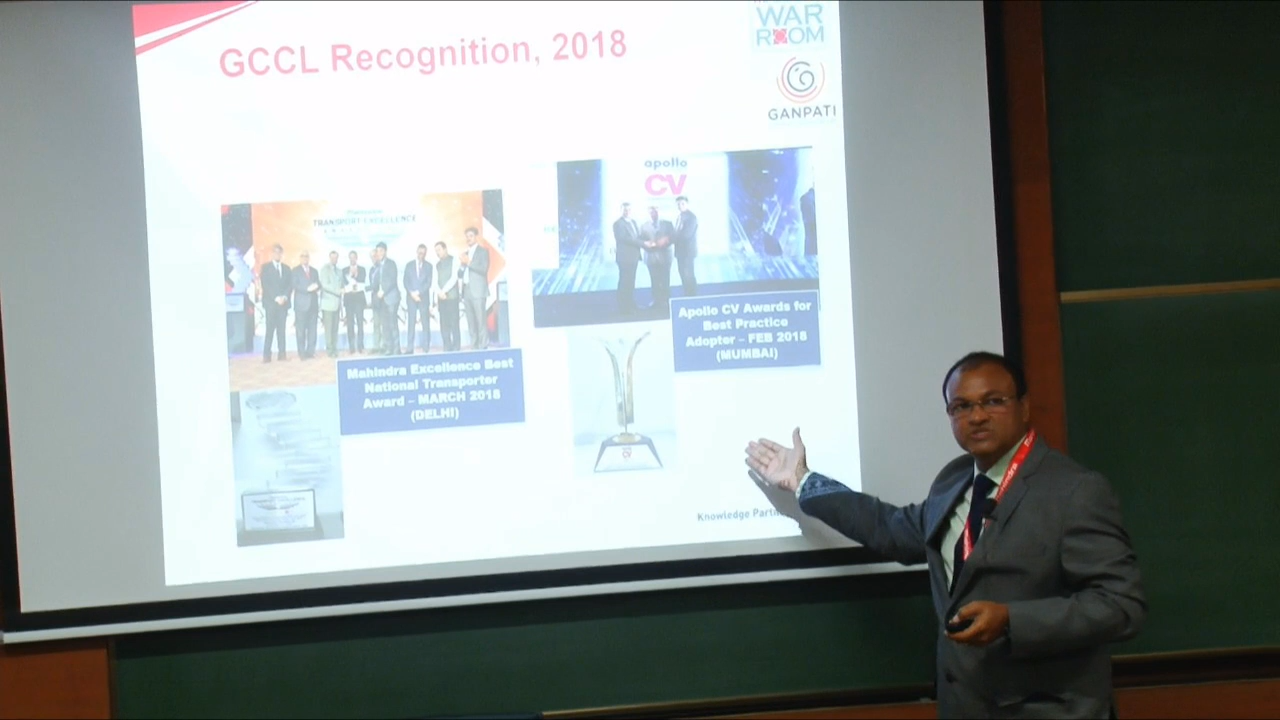 GCCL Recognition, 2018
WAR
ROOM
GANPATI
TRANSPORT EXCELLENCE
apollo
CV
Apollo CV Awards for
Best Practice
Adopter – FEB 2018
(MUMBAI)
Mahindra Excellence Best
National Transporter
Award – MARCH 2018
(DELHI)
CV
Knowledge